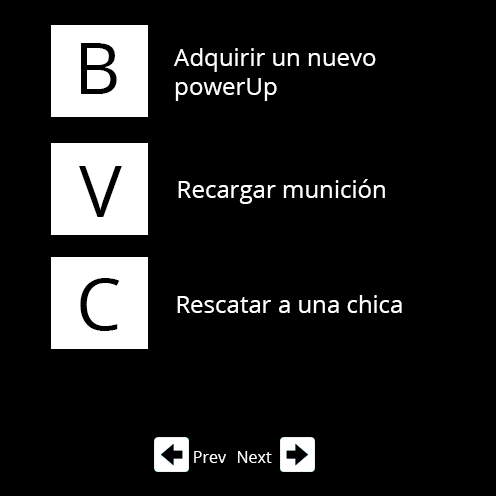 B
Adquirir un nuevo
powerUp
V
Recargar munición
C
Rescatar a una chica
Prev Next